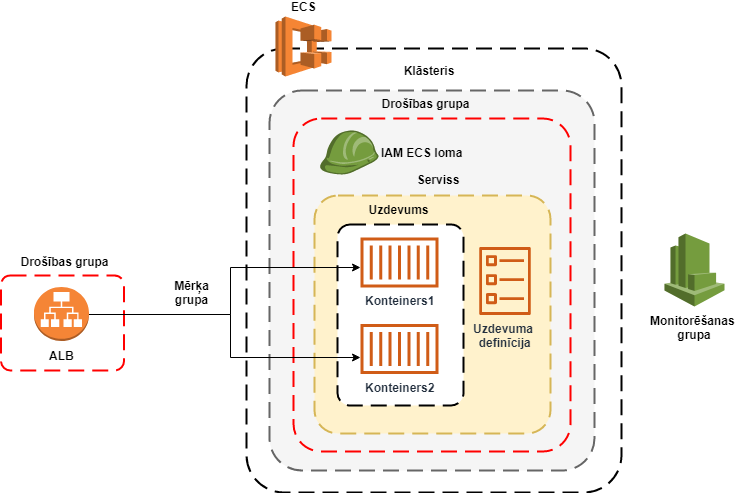 ECS
Klāsteris
Drošības grupa
IAM ECS loma
Serviss
Uzdevums
Drošības grupa
Mērķa
grupa
Konteiners1
ALB
Konteiners2
Uzdevuma
definīcija
Monitorēšanas
grupa